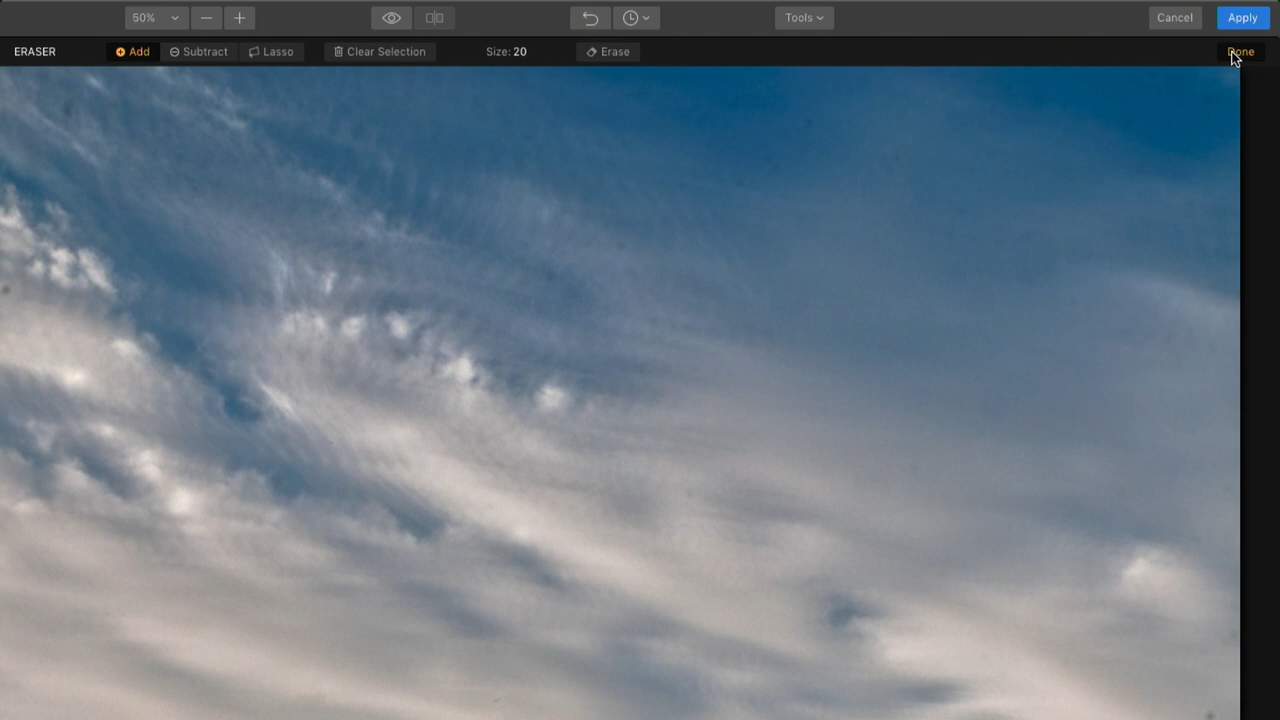 50% Tools Cancel Apply
ERASER Add Subtract Lasso Clear Selection Size: 20 Erase Done